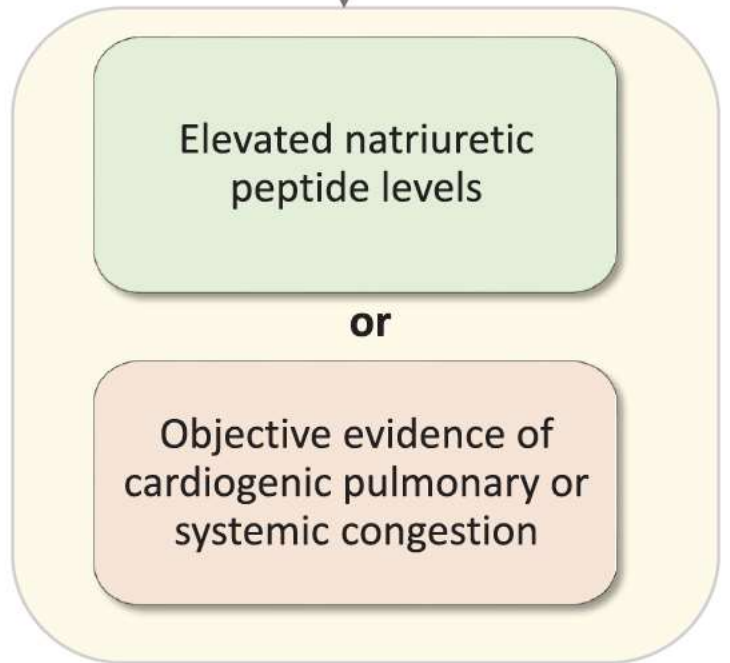 Elevated natriuretic
peptide levels
or
Objective evidence of
cardiogenic pulmonary or
systemic congestion